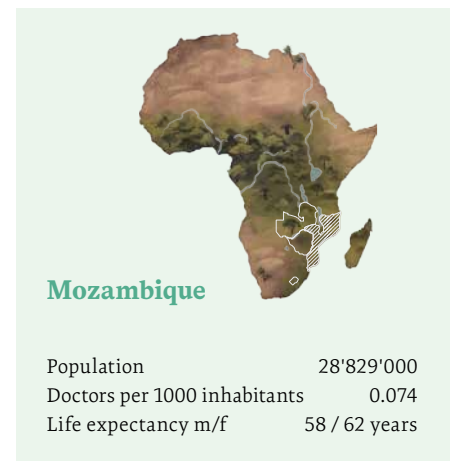 Mozambique
Population 28'829'000
Doctors per 1000 inhabitants 0.074
Life expectancy m/f 58 / 62 years